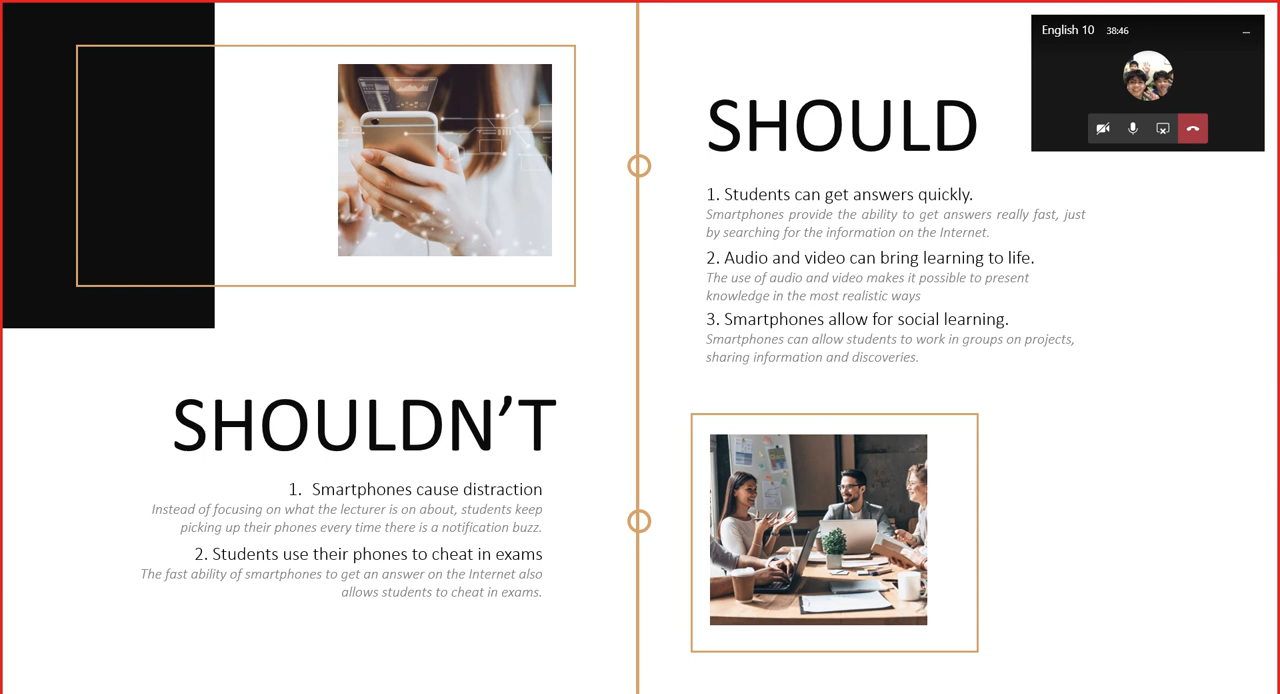 SHOULDN’T
1. Smartphones cause distraction
Instead of focusing on what the lecturer is on about, students keep
picking up their phones every time there is a notification buzz.
2. Students use their phones to cheat in exams
The fast ability of smartphones to get an answer on the Internet also
allows students to cheat in exams.
SHOULD
1. Students can get answers quickly.
Smartphones provide the ability to get answers really fast, just
by searching for the information on the Internet.
2. Audio and video can bring learning to life.
The use of audio and video makes it possible to present
knowledge in the most realistic ways
3. Smartphones allow for social learning.
Smartphones can allow students to work in groups on projects,
sharing information and discoveries.
English 10 38:46